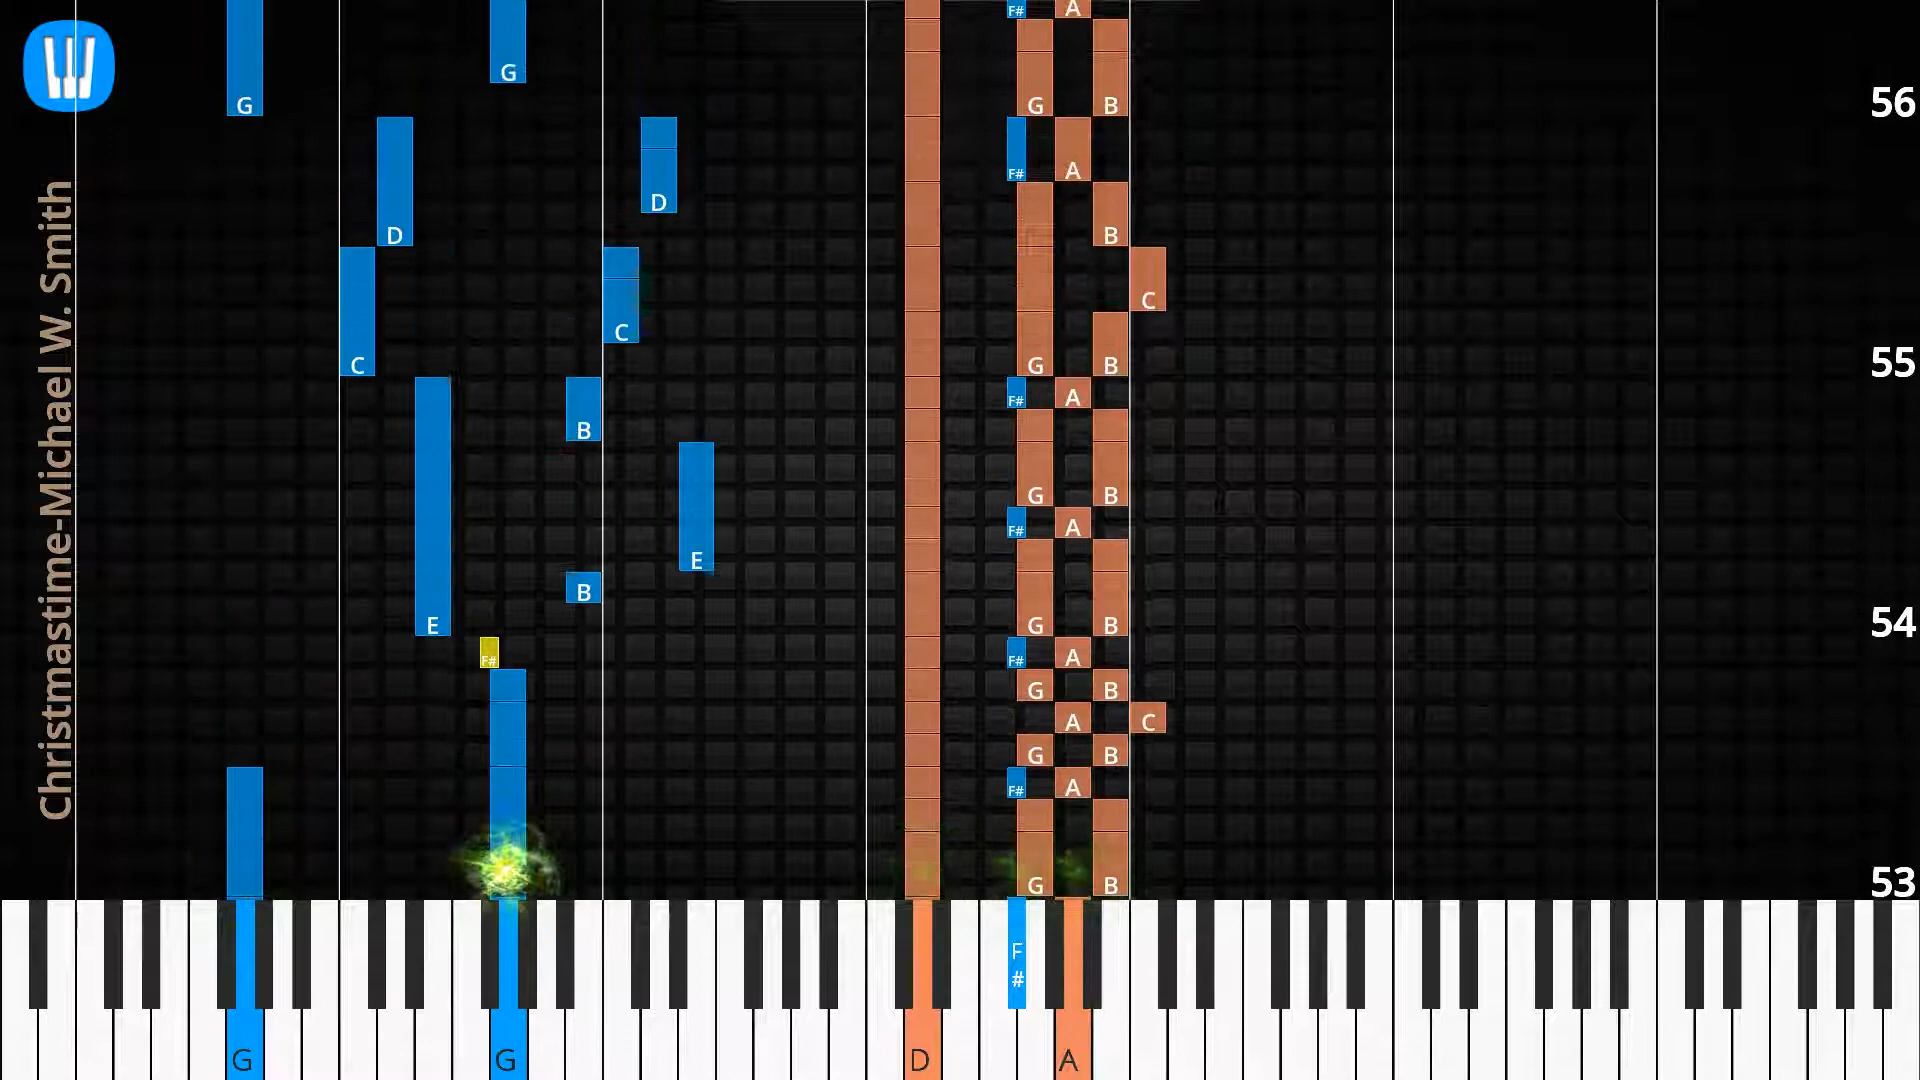 Christmastime-Michael W. Smith
F# A
G
G G B 56
F# A
D
D B
C
C
C G B 55
F# A
B
G B
F# A
E
B
E G B 54
F# F# A
G B
A C
G B
F# A
G B 53
F
#
G G D A